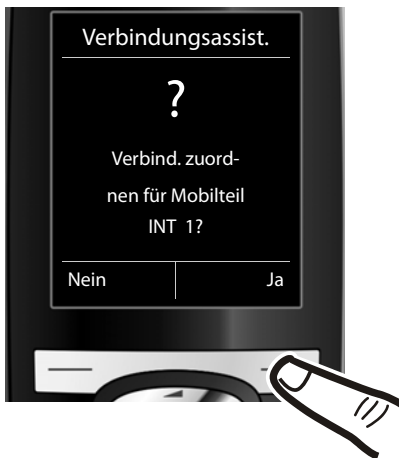 Verbindungsassist.
?
Verbind. zuord-
nen für Mobilteil
INT 1?
Nein Ja